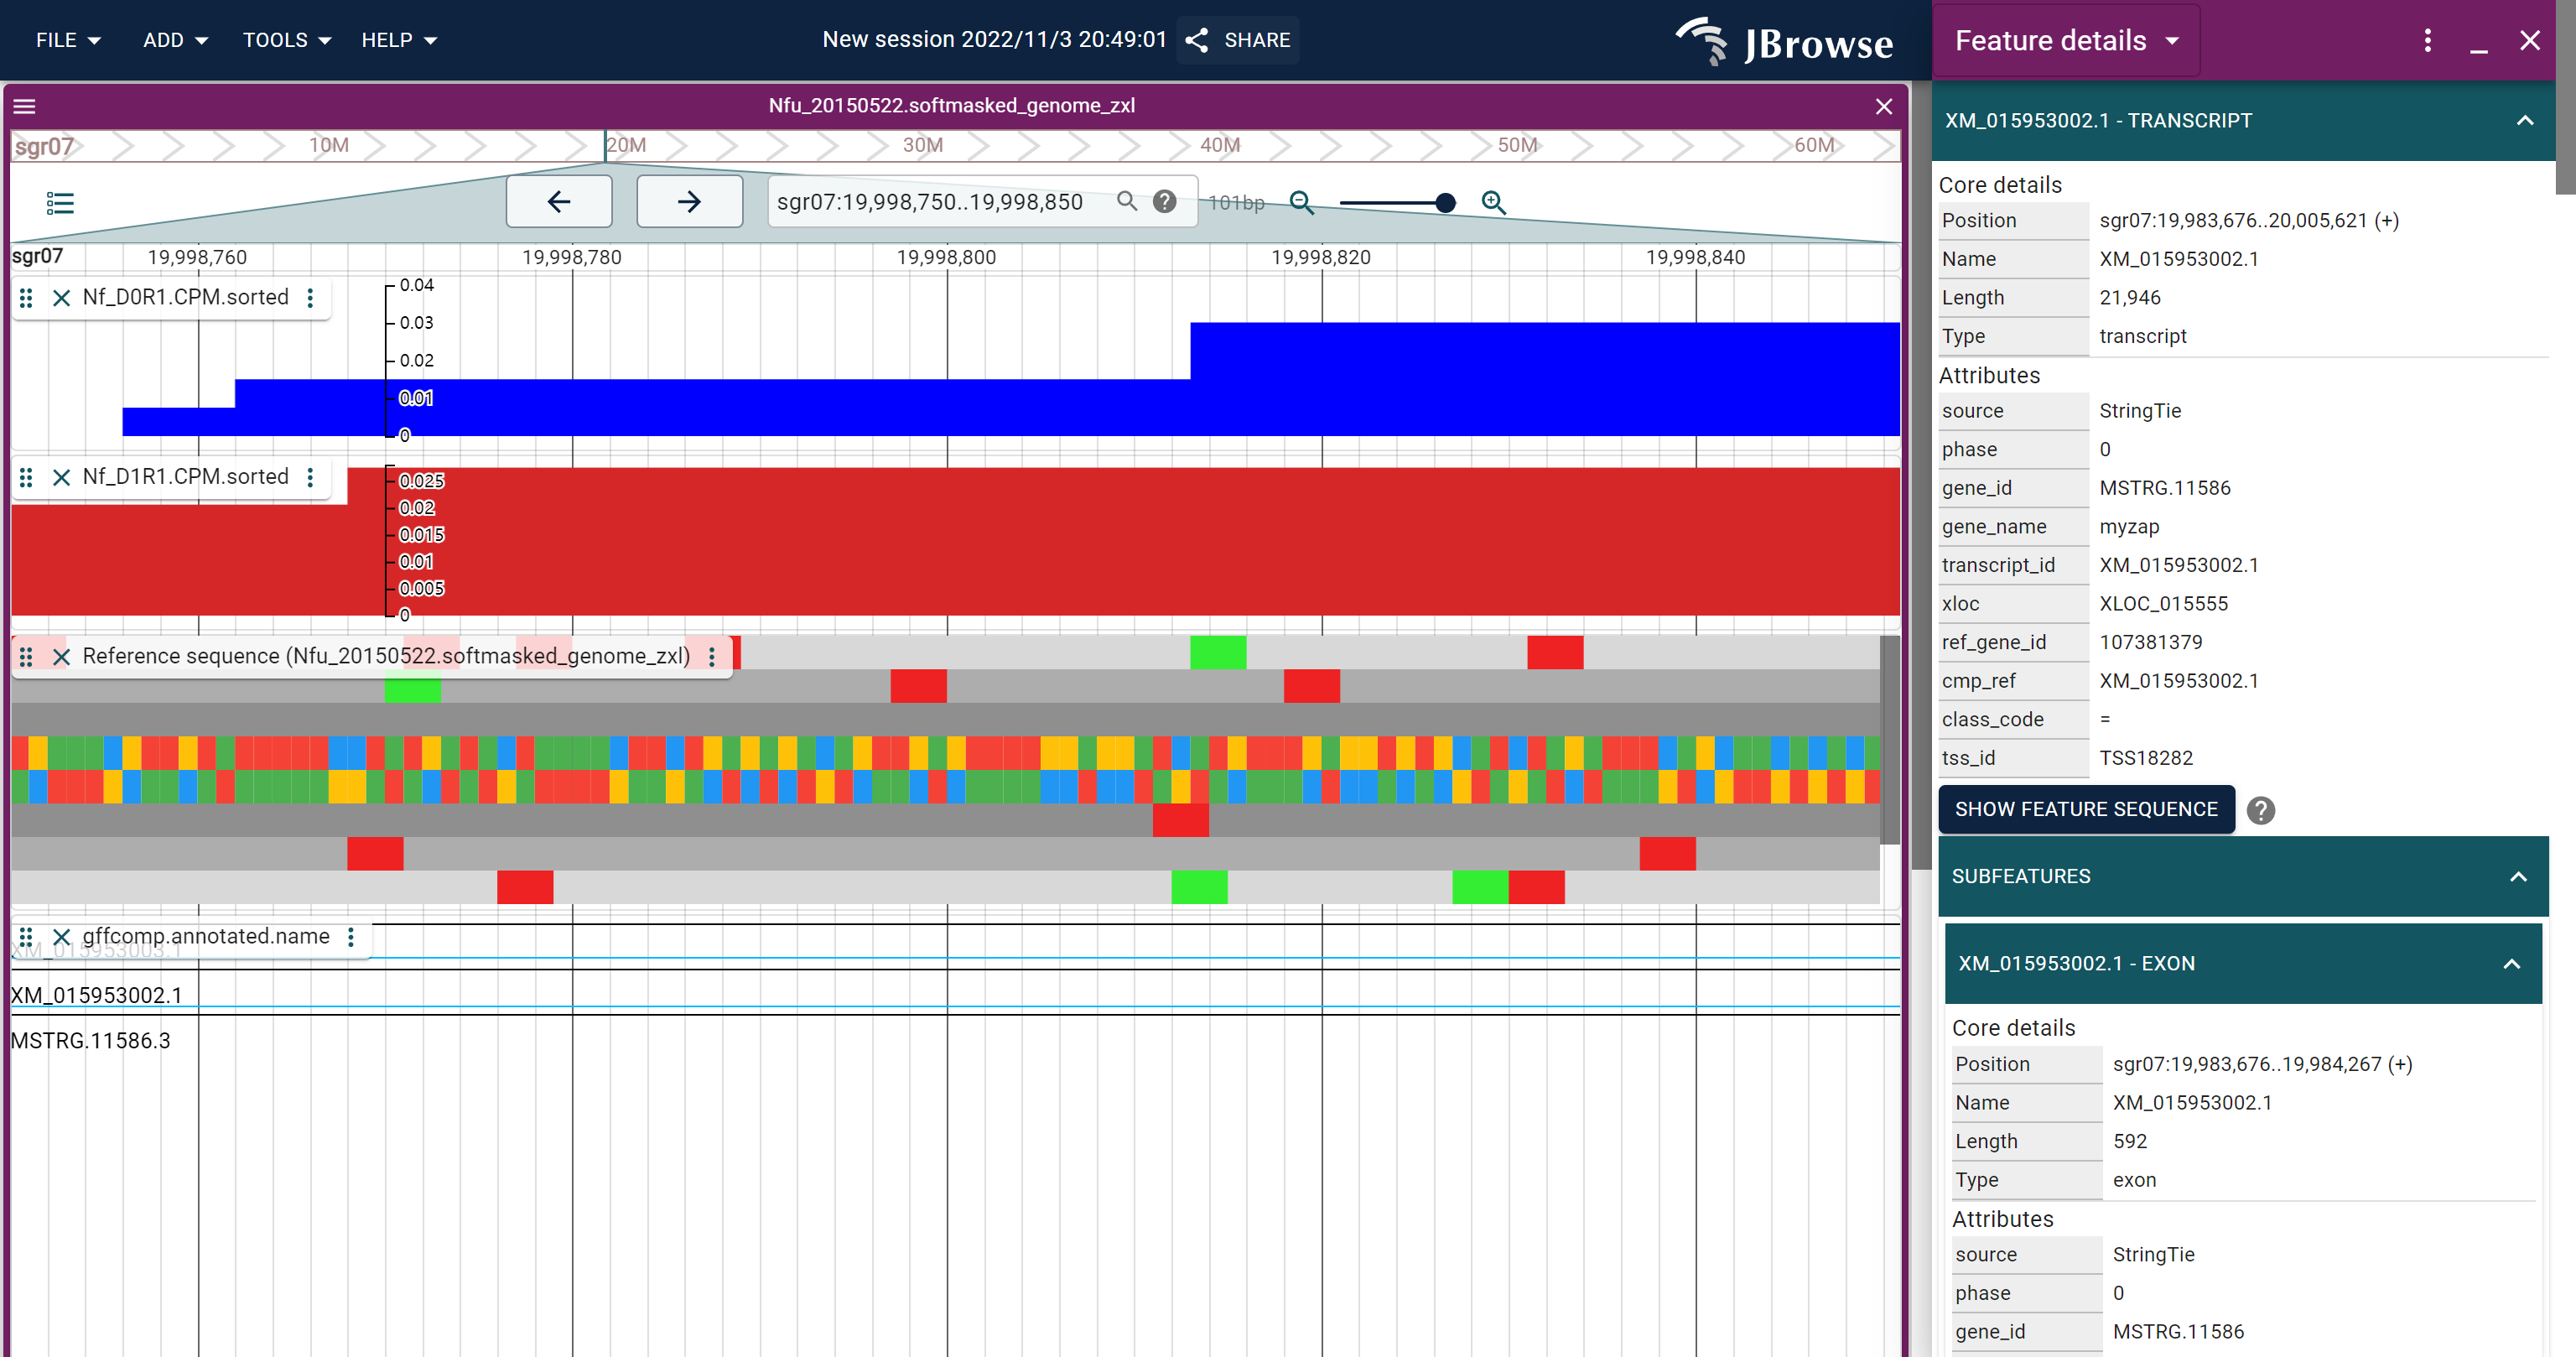 FILE ADD TOOLS HELP New session 2022/11/3 20:49:01 SHARE JBrowse
Nfu_20150522.softmasked_genome_zxl
sgr07 10M 20M 30M 40M 50M 60M
sgr07:19,998,750..19,998,850 101bp
sgr07 19,998,760 19,998,780 19,998,800 19,998,820 19,998,840
Nf_D0R1.CPM.sorted
0.04
0.03
0.02
0.01
0
Nf_D1R1.CPM.sorted
0.025
0.02
0.015
0.01
0.005
0
Reference sequence (Nfu_20150522.softmasked_genome_zxl)
gffcomp.annotated.name
XM_015953003.1
XM_015953002.1
MSTRG.11586.3
Feature details
XM_015953002.1 - TRANSCRIPT
Core details
Position sgr07:19,983,676..20,005,621 (+)
Name XM_015953002.1
Length 21,946
Type transcript
Attributes
source StringTie
phase 0
gene_id MSTRG.11586
gene_name myzap
transcript_id XM_015953002.1
xloc XLOC_015555
ref_gene_id 107381379
cmp_ref XM_015953002.1
class_code =
tss_id TSS18282
SHOW FEATURE SEQUENCE
SUBFEATURES
XM_015953002.1 - EXON
Core details
Position sgr07:19,983,676..19,984,267 (+)
Name XM_015953002.1
Length 592
Type exon
Attributes
source StringTie
phase 0
gene_id MSTRG.11586